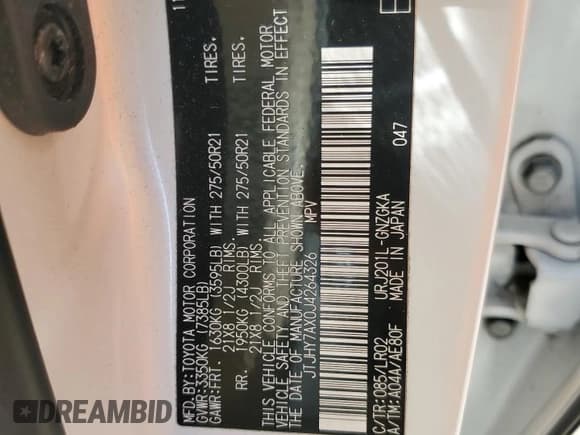 MFD.BY:TOYOTA MOTOR CORPORATION
GVWR:3350KG (7385LB)
GAWR:FRT. 1630KG (3595LB) WITH 275/50R21 TIRES.
21X8 1/2J RIMS.
RR. 1950KG (4300LB) WITH 275/50R21 TIRES.
21X8 1/2J RIMS.
THIS VEHICLE CONFORMS TO ALL APPLICABLE FEDERAL MOTOR
VEHICLE SAFETY AND THEFT PREVENTION STANDARDS IN EFFECT
ON THE DATE OF MANUFACTURE SHOWN ABOVE.
JTJHY7AX0J4264326 MPV
047
C/TR:085/LR02 URJ201L-GNZGKA
A/TM:A04A/AE80F MADE IN JAPAN
DREAMBID